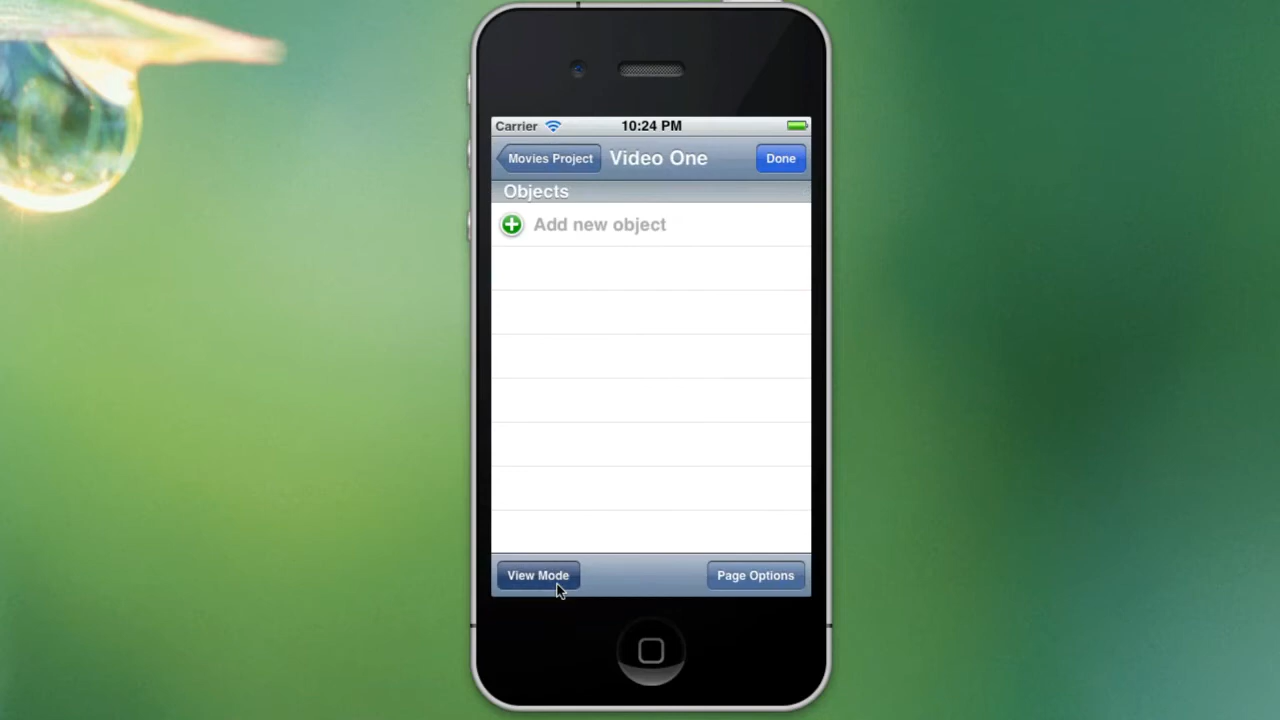 Carrier 10:24 PM
Movies Project Video One Done
Objects
Add new object
View Mode Page Options